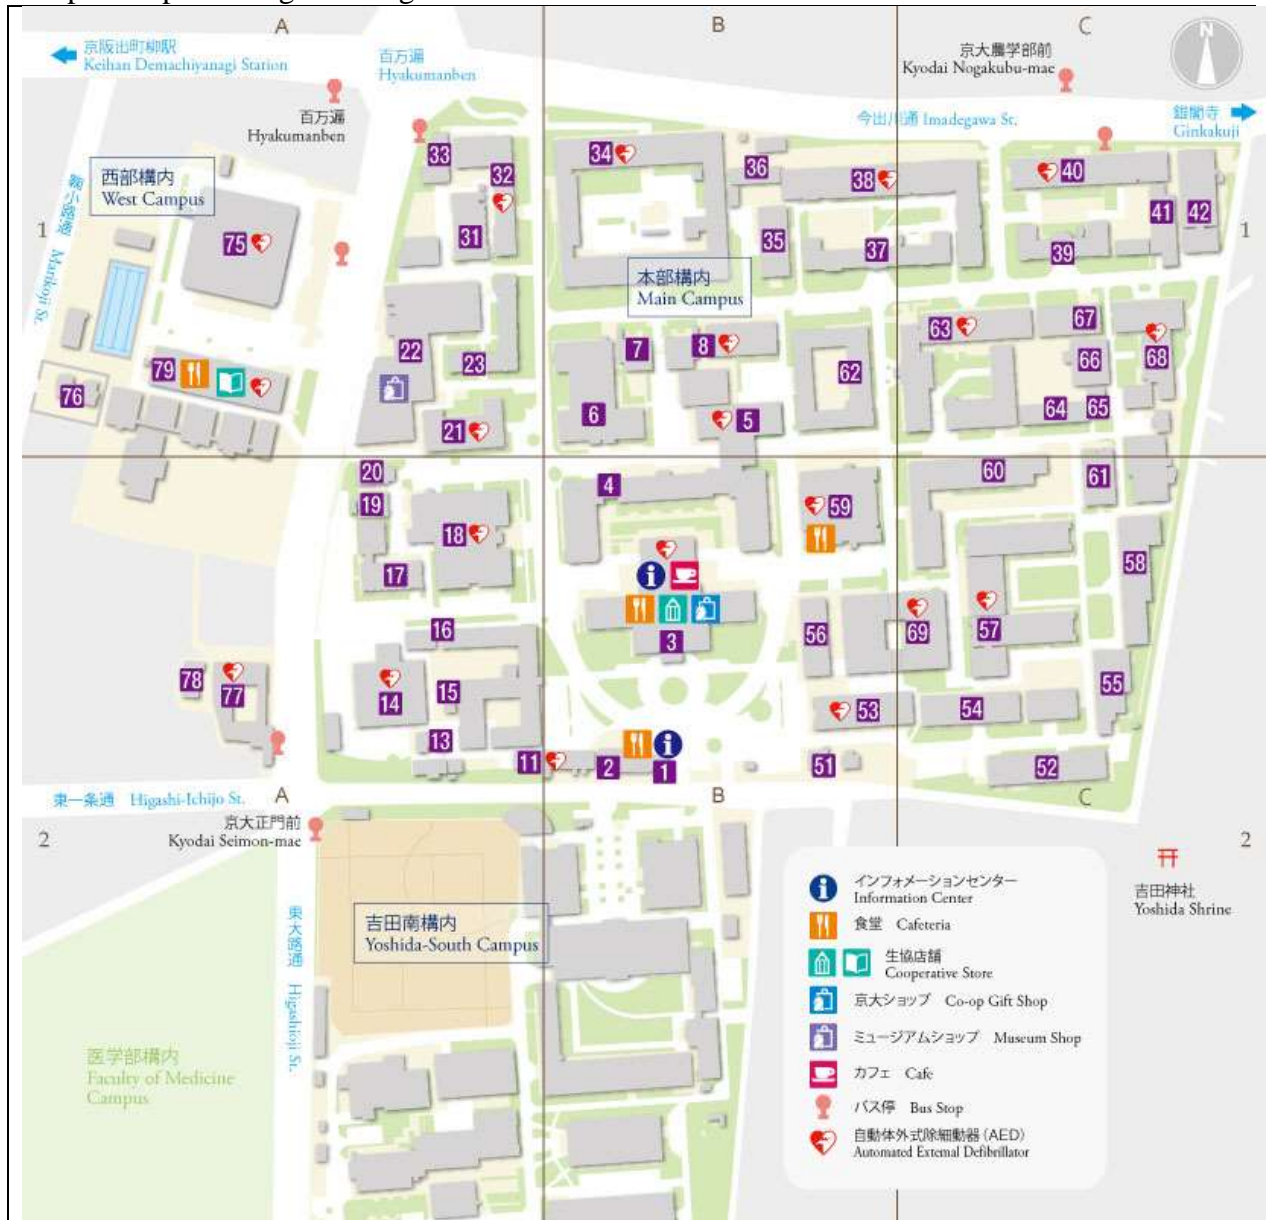 A
B
C
N
京阪出町柳駅
Keihan Demachiyanagi Station
百万遍
Hyakumanben
京大農学部前
Kyodai Nogakubu-mae
百万遍
Hyakumanben
今出川通 Imadegawa St.
銀閣寺
Ginkakuji
西部構内
West Campus
鞠小路通 Marikoji St.
1
1
33
32
31
34
36
38
35
37
40
41
42
39
75
本部構内
Main Campus
79
76
22
23
21
7
8
6
5
62
63
67
66
68
64
65
20
19
18
17
4
59
60
61
58
16
3
56
69
57
78
77
14
15
13
53
54
55
11
2
1
51
52
東一条通 Higashi-Ichijo St.
A
B
C
2
2
京大正門前
Kyodai Seimon-mae
吉田神社
Yoshida Shrine
吉田南構内
Yoshida-South Campus
東大路通 Higashioji St.
医学部構内
Faculty of Medicine
Campus
インフォメーションセンター
Information Center
食堂 Cafeteria
生協店舗
Cooperative Store
京大ショップ Co-op Gift Shop
ミュージアムショップ Museum Shop
カフェ Cafe
バス停 Bus Stop
自動体外式除細動器(AED)
Automated External Defibrillator